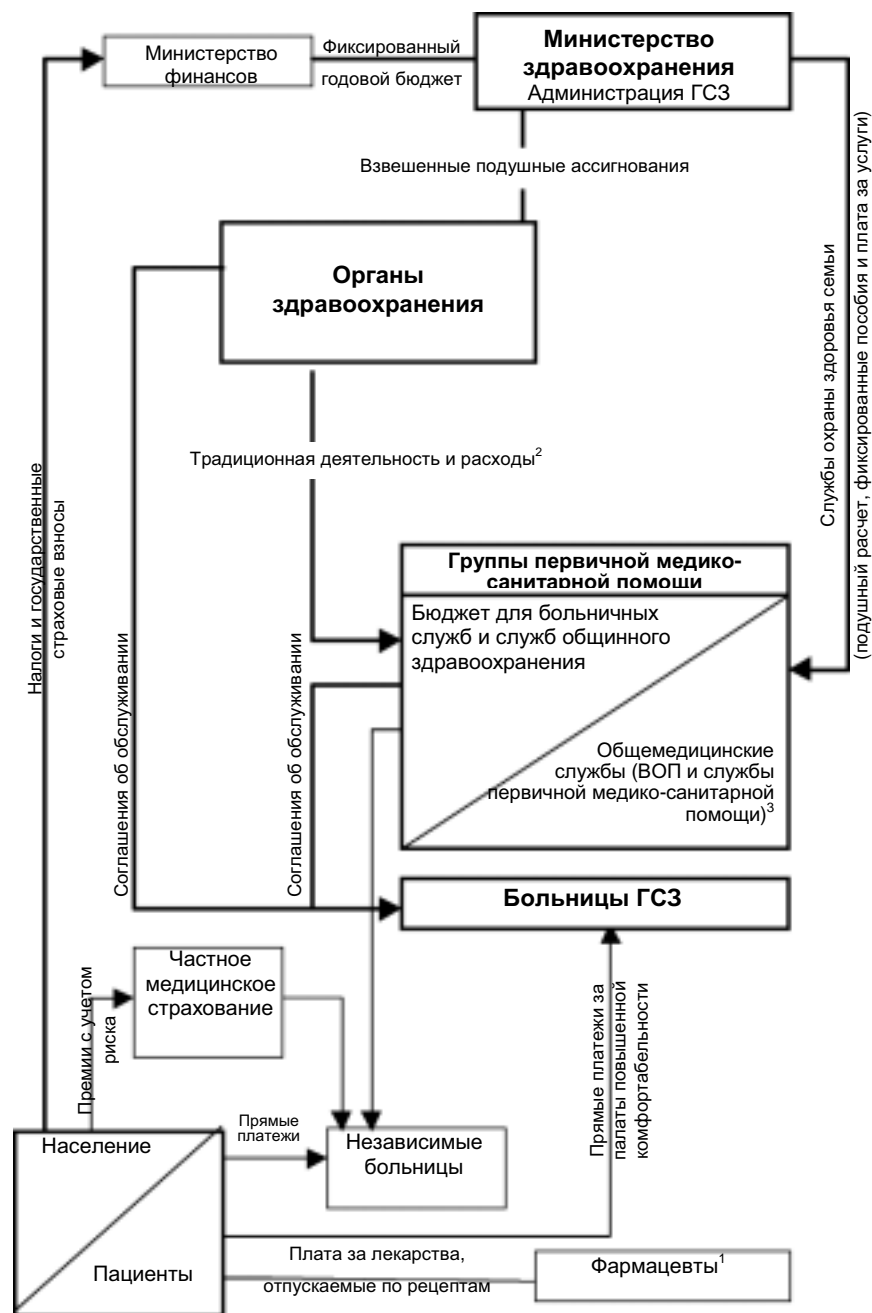 Министерство
финансов
Фиксированный
годовой бюджет
Министерство
здравоохранения
Администрация ГСЗ
Взвешенные подушные ассигнования
Органы
здравоохранения
Службы охраны здоровья семьи
(подушный расчет, фиксированные пособия и плата за услуги)
Традиционная деятельность и расходы²
Налоги и государственные
страховые взносы
Соглашения об обслуживании
Соглашения об обслуживании
Группы первичной медико-
санитарной помощи
Бюджет для больничных
служб и служб общинного
здравоохранения
Общемедицинские
службы (ВОП и службы
первичной медико-санитарной
помощи)³
Больницы ГСЗ
Частное
медицинское
страхование
Премии с учетом
риска
Прямые платежи за
палаты повышенной
комфортабельности
Население
Прямые
платежи
Независимые
больницы
Пациенты
Плата за лекарства,
отпускаемые по рецептам
Фармацевты¹